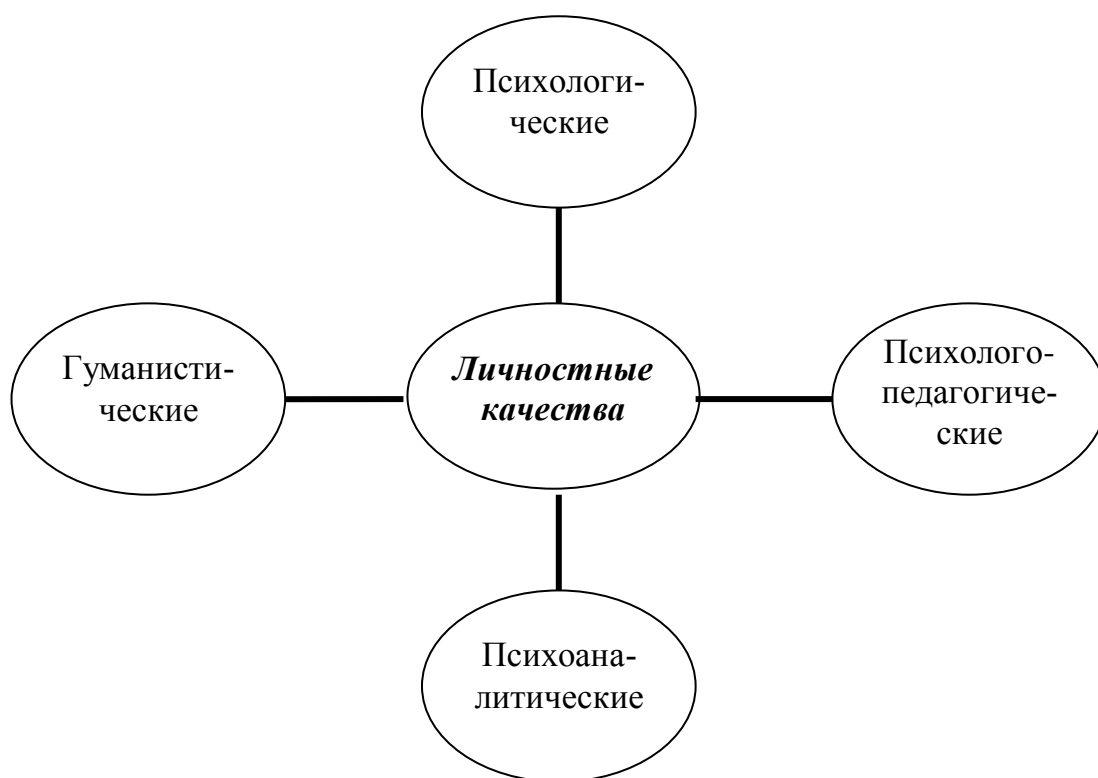 Психологи-
ческие
Гуманисти-
ческие
Личностные
качества
Психолого-
педагогиче-
ские
Психоана-
литические